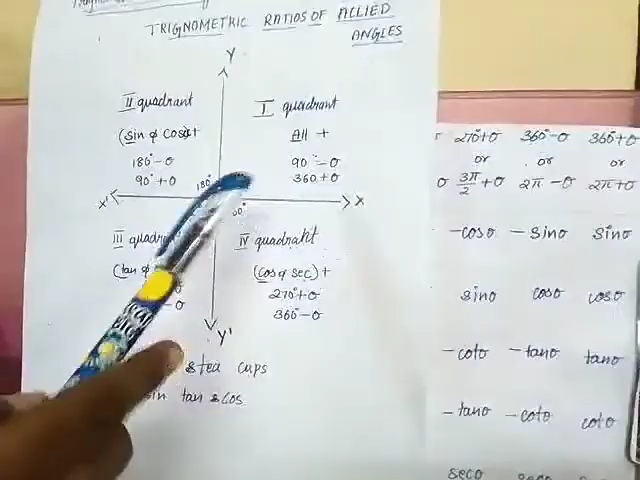 TRIGNOMETRIC RATIOS OF ALLIED
ANGLES
Y
II quadrant
(sin & cosec)+
180°-θ
90°+θ
I quadrant
All +
90°-θ
360+θ
180°
X'
X
III quadra
(tan &
-θ
IV quadrant
(cos & sec)+
270°+θ
360°-θ
Y'
tea cups
tan & Cos
270°+θ 360°-θ 360°+θ
or or or
θ 3π/2+θ 2π-θ 2π+θ
-cosθ -sinθ sinθ
sinθ cosθ cosθ
-cotθ -tanθ tanθ
-tanθ -cotθ cotθ
secθ